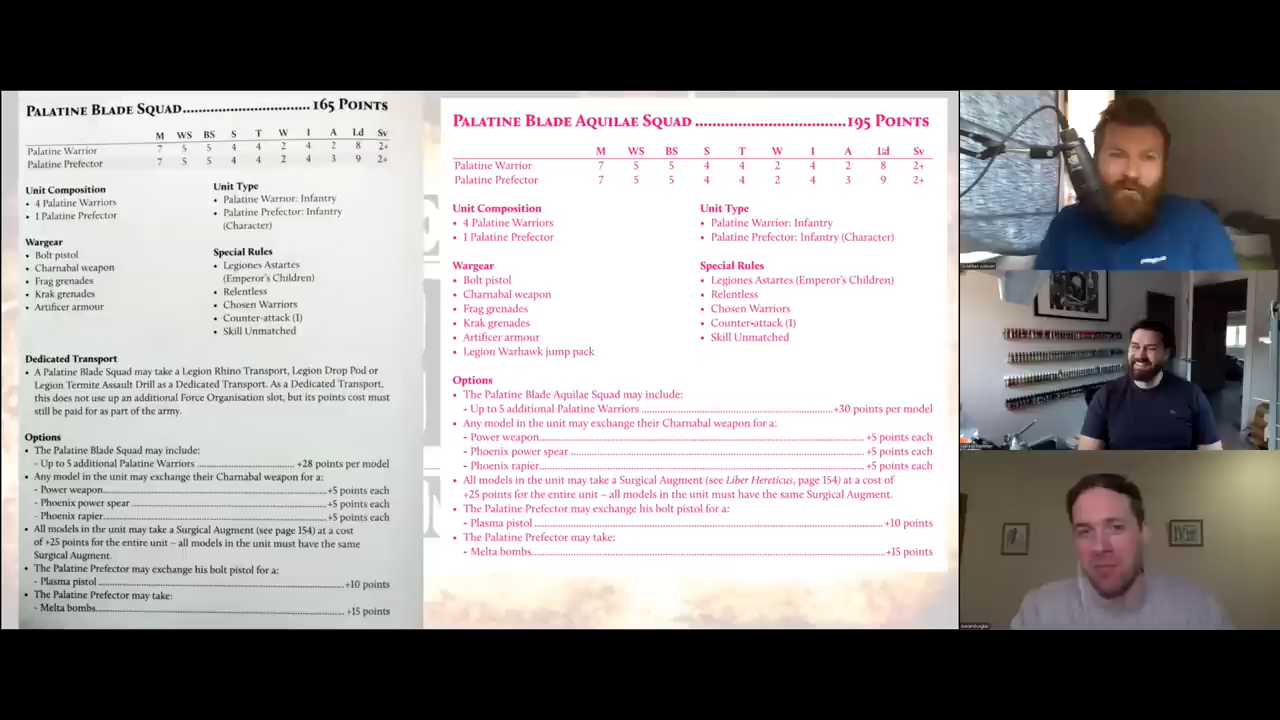 PALATINE BLADE SQUAD................................ 165 POINTS
M WS BS S T W I A Ld Sv
Palatine Warrior 7 5 5 4 4 2 4 2 8 2+
Palatine Prefector 7 5 5 4 4 2 4 3 9 2+
Unit Composition
• 4 Palatine Warriors
• 1 Palatine Prefector
Wargear
• Bolt pistol
• Charnabal weapon
• Frag grenades
• Krak grenades
• Artificer armour
Unit Type
• Palatine Warrior: Infantry
• Palatine Prefector: Infantry
(Character)
Special Rules
• Legiones Astartes
(Emperor's Children)
• Relentless
• Chosen Warriors
• Counter-attack (1)
• Skill Unmatched
Dedicated Transport
• A Palatine Blade Squad may take a Legion Rhino Transport, Legion Drop Pod or
Legion Termite Assault Drill as a Dedicated Transport. As a Dedicated Transport,
this does not use up an additional Force Organisation slot, but its points cost must
still be paid for as part of the army.
Options
• The Palatine Blade Squad may include:
- Up to 5 additional Palatine Warriors ............................ +28 points per model
• Any model in the unit may exchange their Charnabal weapon for a:
- Power weapon................................................................+5 points each
- Phoenix power spear ......................................................+5 points each
- Phoenix rapier................................................................+5 points each
• All models in the unit may take a Surgical Augment (see page 154) at a cost
of +25 points for the entire unit – all models in the unit must have the same
Surgical Augment.
• The Palatine Prefector may exchange his bolt pistol for a:
- Plasma pistol ................................................................+10 points
• The Palatine Prefector may take:
- Melta bombs................................................................ +15 points
PALATINE BLADE AQUILAE SQUAD ...................................195 POINTS
M WS BS S T W I A Ld Sv
Palatine Warrior 7 5 5 4 4 2 4 2 8 2+
Palatine Prefector 7 5 5 4 4 2 4 3 9 2+
Unit Composition
• 4 Palatine Warriors
• 1 Palatine Prefector
Wargear
• Bolt pistol
• Charnabal weapon
• Frag grenades
• Krak grenades
• Artificer armour
• Legion Warhawk jump pack
Unit Type
• Palatine Warrior: Infantry
• Palatine Prefector: Infantry (Character)
Special Rules
• Legiones Astartes (Emperor's Children)
• Relentless
• Chosen Warriors
• Counter-attack (1)
• Skill Unmatched
Options
• The Palatine Blade Aquilae Squad may include:
- Up to 5 additional Palatine Warriors ......................................................+30 points per model
• Any model in the unit may exchange their Charnabal weapon for a:
- Power weapon.................................................................................... +5 points each
- Phoenix power spear .......................................................................... +5 points each
- Phoenix rapier.................................................................................... +5 points each
• All models in the unit may take a Surgical Augment (see Liber Hereticus, page 154) at a cost of
+25 points for the entire unit – all models in the unit must have the same Surgical Augment.
• The Palatine Prefector may exchange his bolt pistol for a:
- Plasma pistol .................................................................................... +10 points
• The Palatine Prefector may take:
- Melta bombs.....................................................................................+15 points